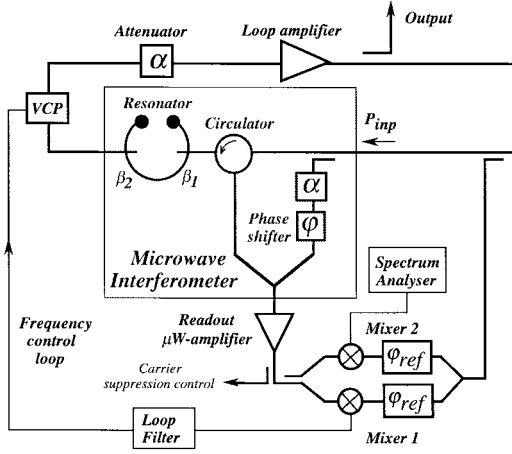 Output
Attenuator
Loop amplifier
α
VCP
Resonator
Circulator
P_inp
β2
β1
α
Phase
shifter
φ
Microwave
Interferometer
Spectrum
Analyser
Readout
μW-amplifier
Mixer 2
Frequency
control
loop
φref
Carrier
suppression control
φref
Loop
Filter
Mixer 1